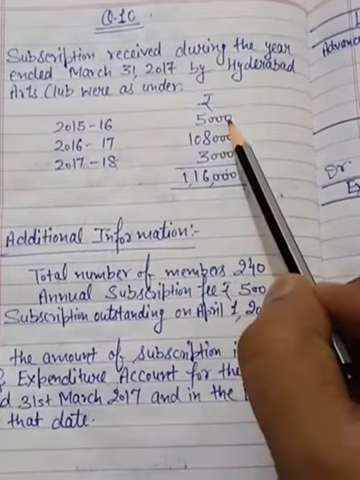 Q.10
Subscription received during the year
ended March 31, 2017 by Hyderabad
Arts Club were as under:
₹
2015-16 5000
2016-17 108000
2017-18 3000
1,16,000
Additional Information:-
Total number of members 240
Annual Subscription fee ₹ 500
Subscription outstanding on April 1, 20
the amount of subscription
Expenditure Account for the
31st March 2017 and in the
that date.
Advance
Dr.